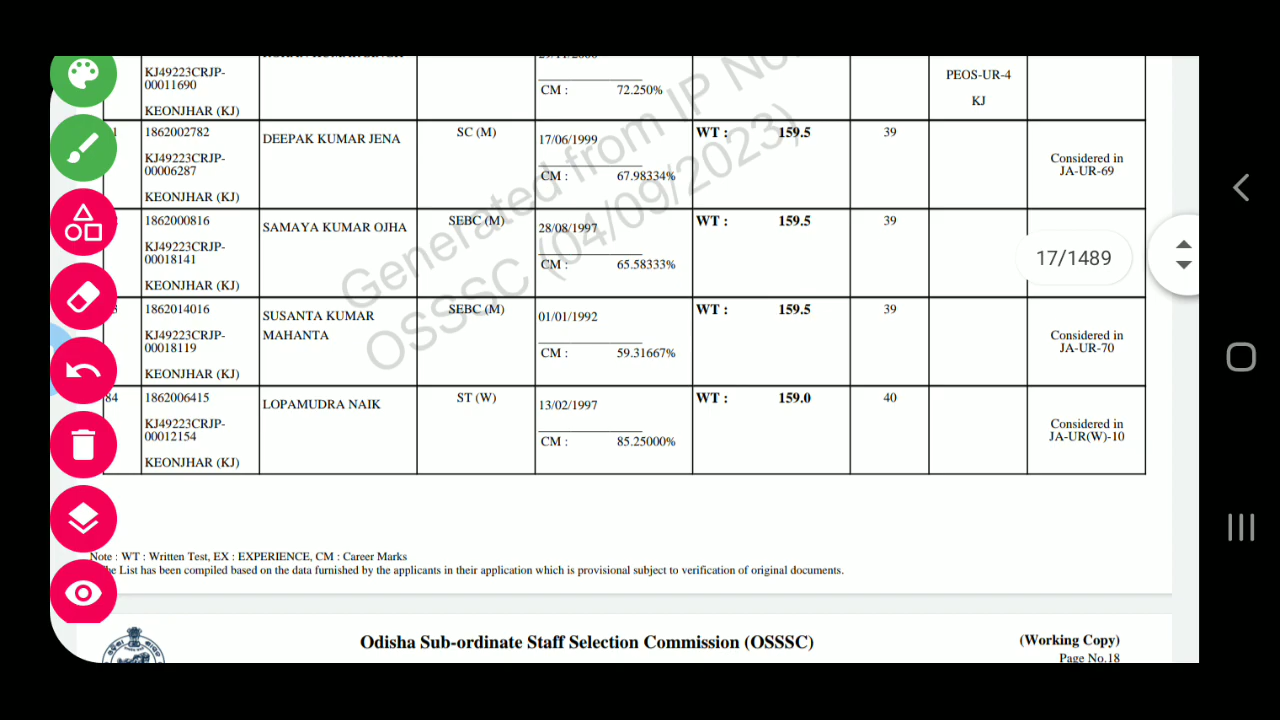 KJ49223CRJP-
00011690
KEONJHAR (KJ)
CM : 72.250%
PEOS-UR-4
KJ
1862002782
KJ49223CRJP-
00006287
KEONJHAR (KJ)
DEEPAK KUMAR JENA
SC (M)
17/06/1999
CM : 67.98334%
WT : 159.5
39
Considered in
JA-UR-69
1862000816
KJ49223CRJP-
00018141
KEONJHAR (KJ)
SAMAYA KUMAR OJHA
SEBC (M)
28/08/1997
CM : 65.58333%
WT : 159.5
39
17/1489
1862014016
KJ49223CRJP-
00018119
KEONJHAR (KJ)
SUSANTA KUMAR
MAHANTA
SEBC (M)
01/01/1992
CM : 59.31667%
WT : 159.5
39
Considered in
JA-UR-70
84
1862006415
KJ49223CRJP-
00012154
KEONJHAR (KJ)
LOPAMUDRA NAIK
ST (W)
13/02/1997
CM : 85.25000%
WT : 159.0
40
Considered in
JA-UR(W)-10
Generated from IP No.
OSSSC (04/09/2023)
Note : WT : Written Test, EX : EXPERIENCE, CM : Career Marks
List has been compiled based on the data furnished by the applicants in their application which is provisional subject to verification of original documents.
Odisha Sub-ordinate Staff Selection Commission (OSSSC)
(Working Copy)
Page No.18